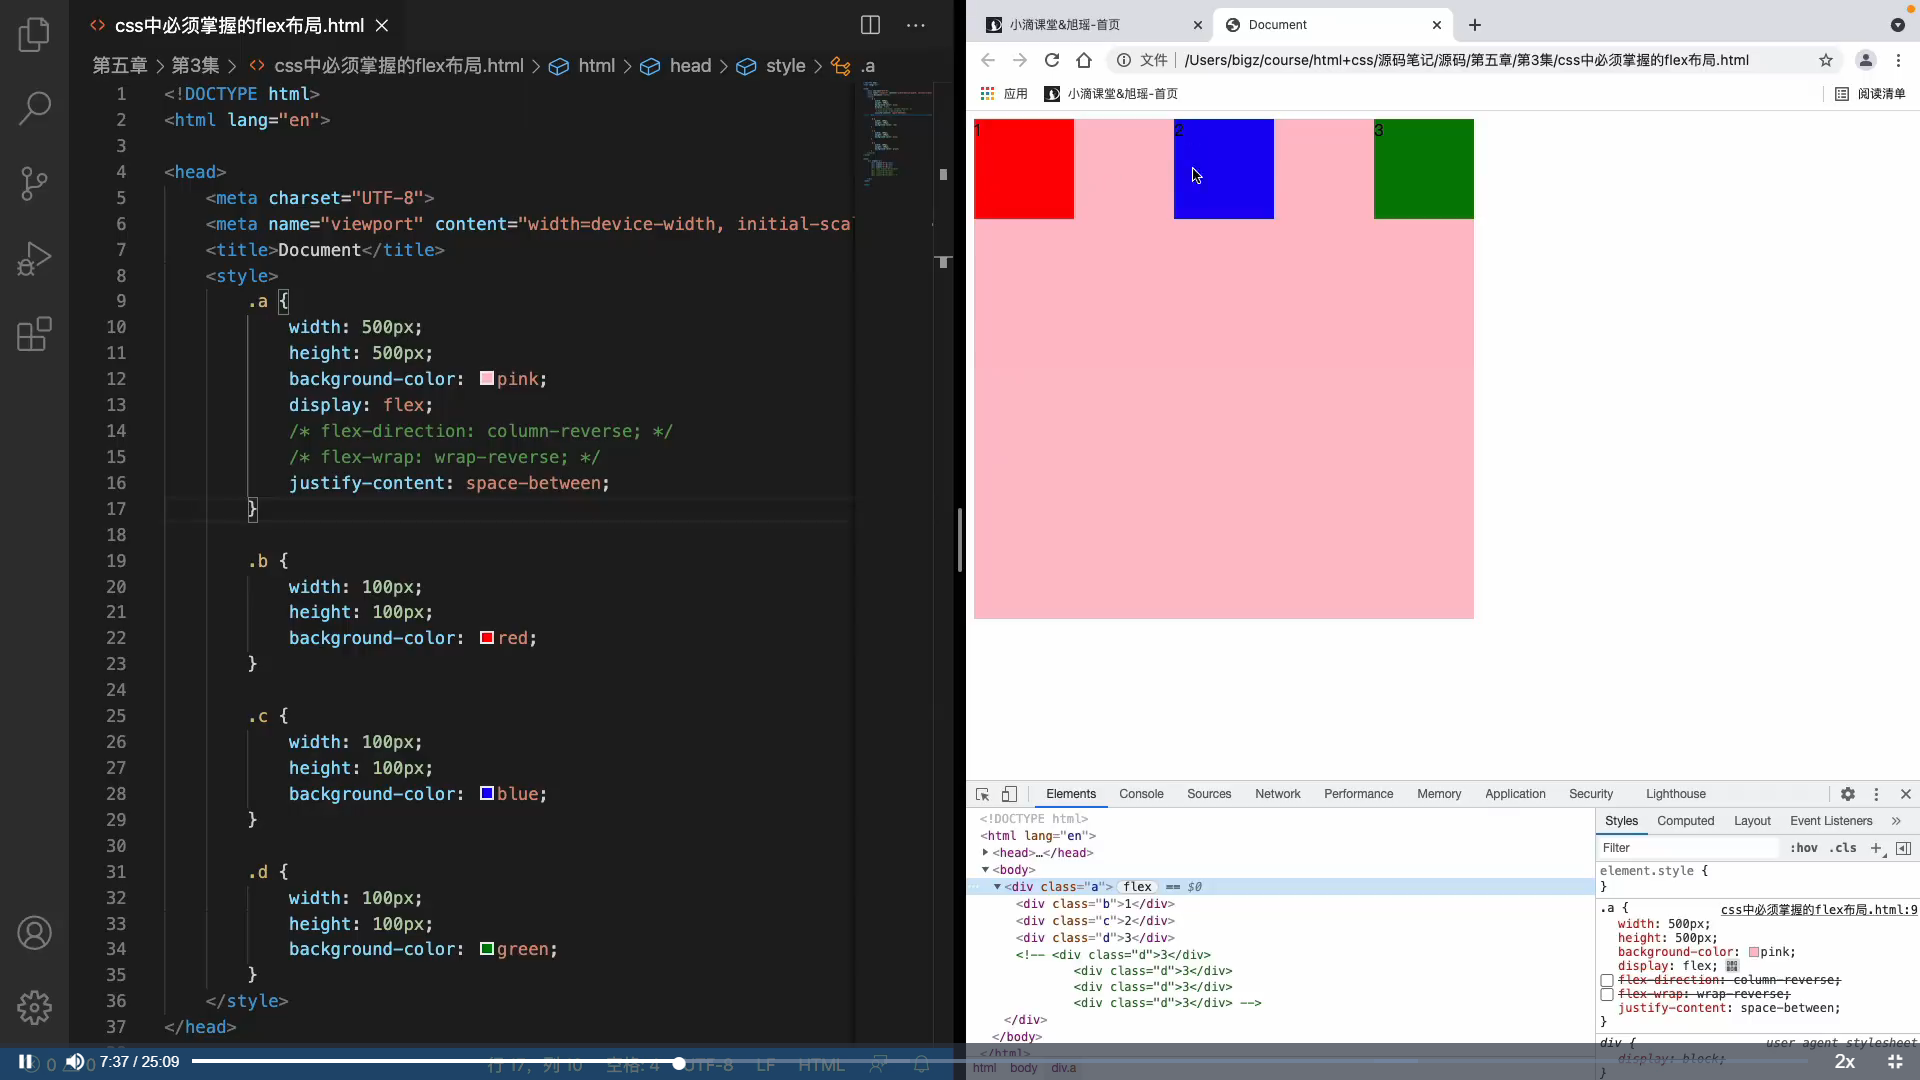 css中必须掌握的flex布局.html
第五章 > 第3集 > css中必须掌握的flex布局.html > html > head > style > .a
1 <!DOCTYPE html>
2 <html lang="en">
3
4 <head>
5 <meta charset="UTF-8">
6 <meta name="viewport" content="width=device-width, initial-sca
7 <title>Document</title>
8 <style>
9 .a {
10 width: 500px;
11 height: 500px;
12 background-color: pink;
13 display: flex;
14 /* flex-direction: column-reverse; */
15 /* flex-wrap: wrap-reverse; */
16 justify-content: space-between;
17 }
18
19 .b {
20 width: 100px;
21 height: 100px;
22 background-color: red;
23 }
24
25 .c {
26 width: 100px;
27 height: 100px;
28 background-color: blue;
29 }
30
31 .d {
32 width: 100px;
33 height: 100px;
34 background-color: green;
35 }
36 </style>
37 </head>
0 0 行 17，列 10 空格: 4 UTF-8 LF HTML
7:37 / 25:09
小滴课堂&旭瑶-首页
Document
文件 /Users/bigz/course/html+css/源码笔记/源码/第五章/第3集/css中必须掌握的flex布局.html
应用 小滴课堂&旭瑶-首页 阅读清单
1 2 3
Elements Console Sources Network Performance Memory Application Security Lighthouse
<!DOCTYPE html>
<html lang="en">
<head>…</head>
<body>
<div class="a"> flex == $0
<div class="b">1</div>
<div class="c">2</div>
<div class="d">3</div>
<!-- <div class="d">3</div>
<div class="d">3</div>
<div class="d">3</div>
<div class="d">3</div> -->
</div>
</body>
</html>
html body div.a
Styles Computed Layout Event Listeners »
Filter :hov .cls +
element.style {
}
.a { css中必须掌握的flex布局.html:9
width: 500px;
height: 500px;
background-color: pink;
display: flex;
flex-direction: column-reverse;
flex-wrap: wrap-reverse;
justify-content: space-between;
}
div { user agent stylesheet
display: block;
}
2x